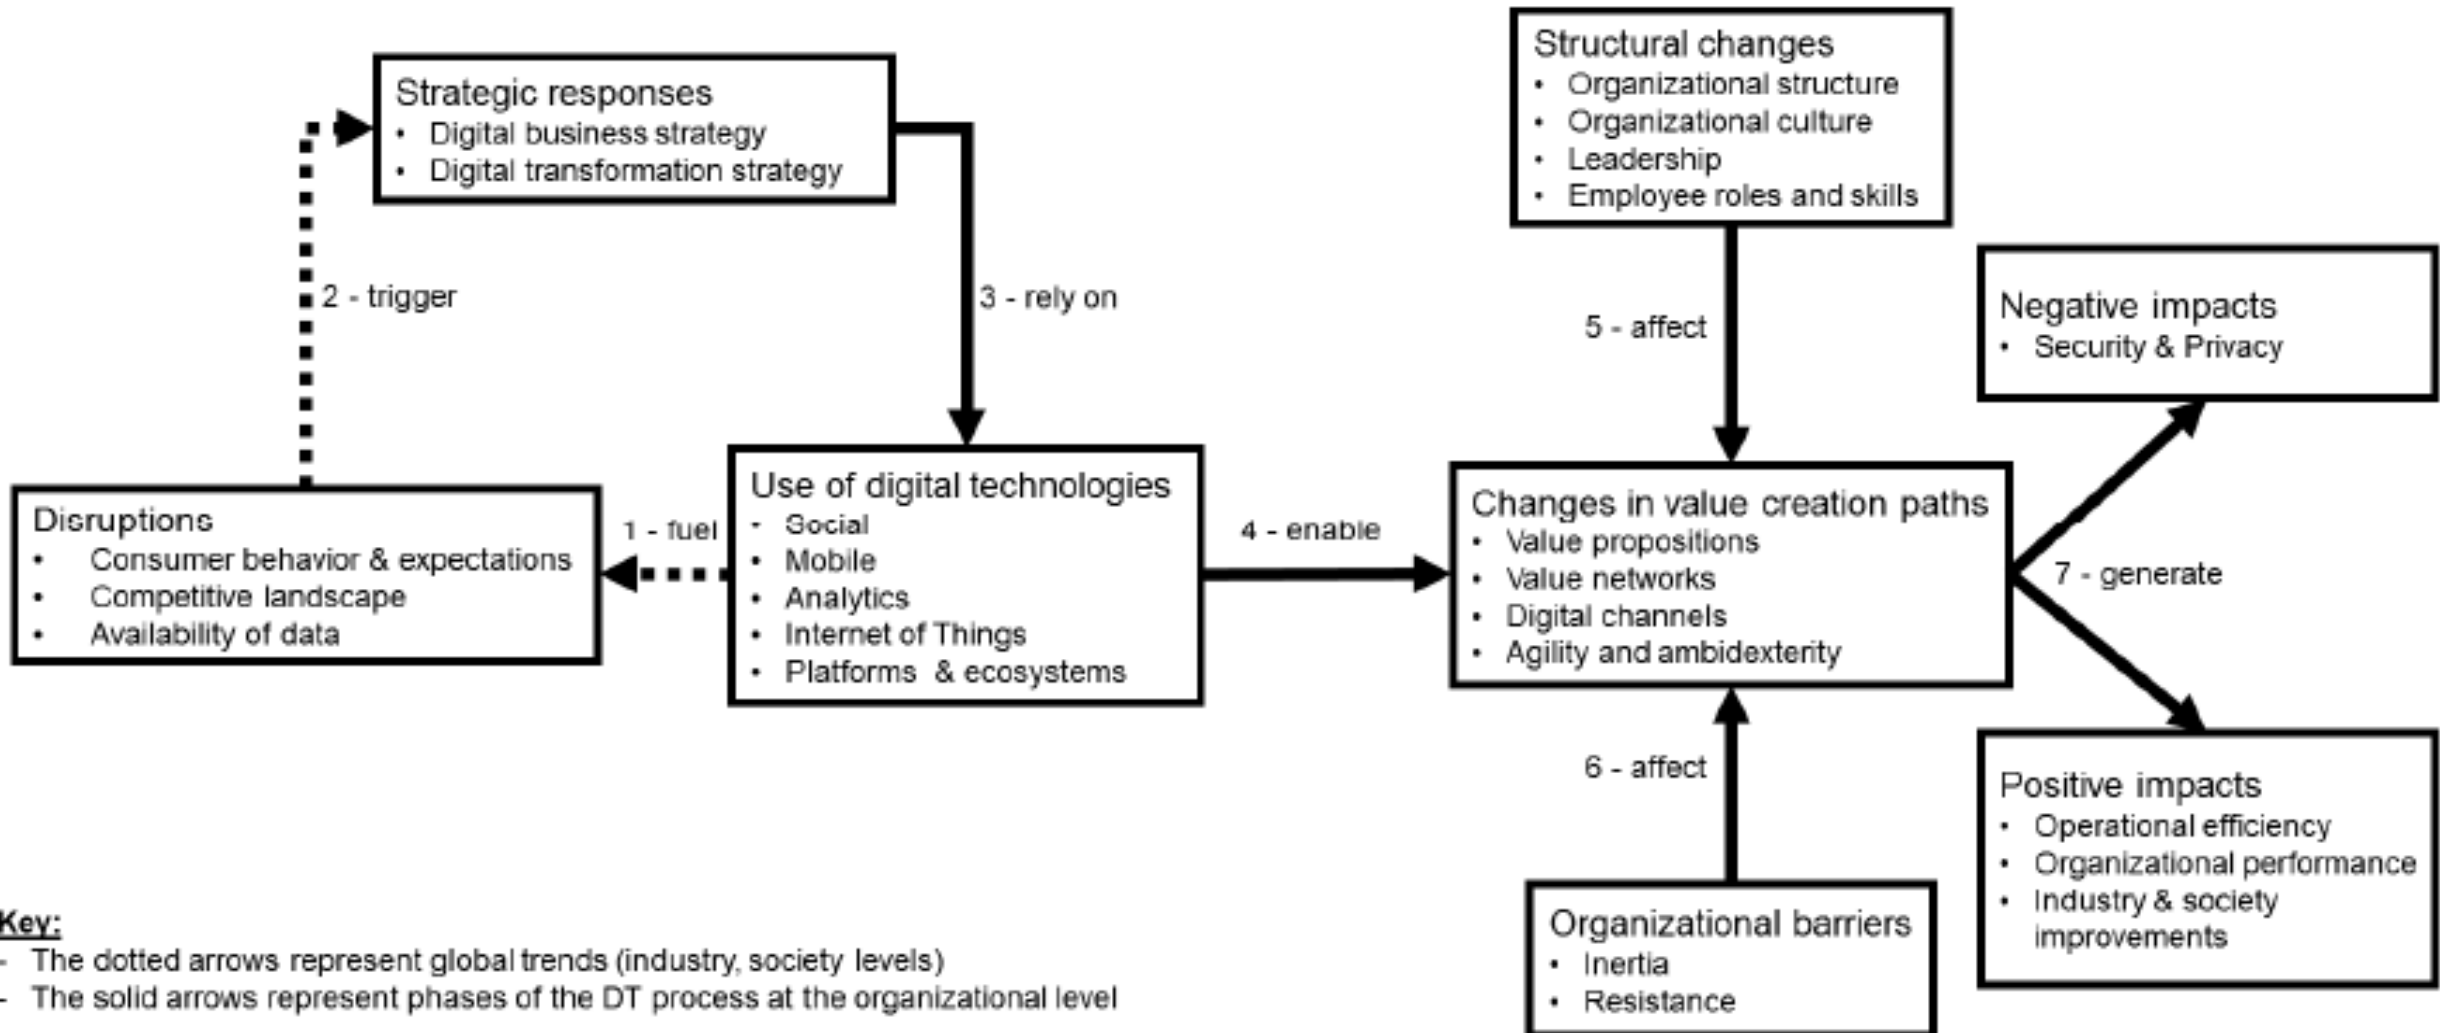 Strategic responses
• Digital business strategy
• Digital transformation strategy
Structural changes
• Organizational structure
• Organizational culture
• Leadership
• Employee roles and skills
2 - trigger
3 - rely on
5 - affect
Negative impacts
• Security & Privacy
Disruptions
• Consumer behavior & expectations
• Competitive landscape
• Availability of data
1 - fuel
Use of digital technologies
• Social
• Mobile
• Analytics
• Internet of Things
• Platforms & ecosystems
4 - enable
Changes in value creation paths
• Value propositions
• Value networks
• Digital channels
• Agility and ambidexterity
7 - generate
6 - affect
Positive impacts
• Operational efficiency
• Organizational performance
• Industry & society
improvements
Organizational barriers
• Inertia
• Resistance
Key:
- The dotted arrows represent global trends (industry, society levels)
- The solid arrows represent phases of the DT process at the organizational level